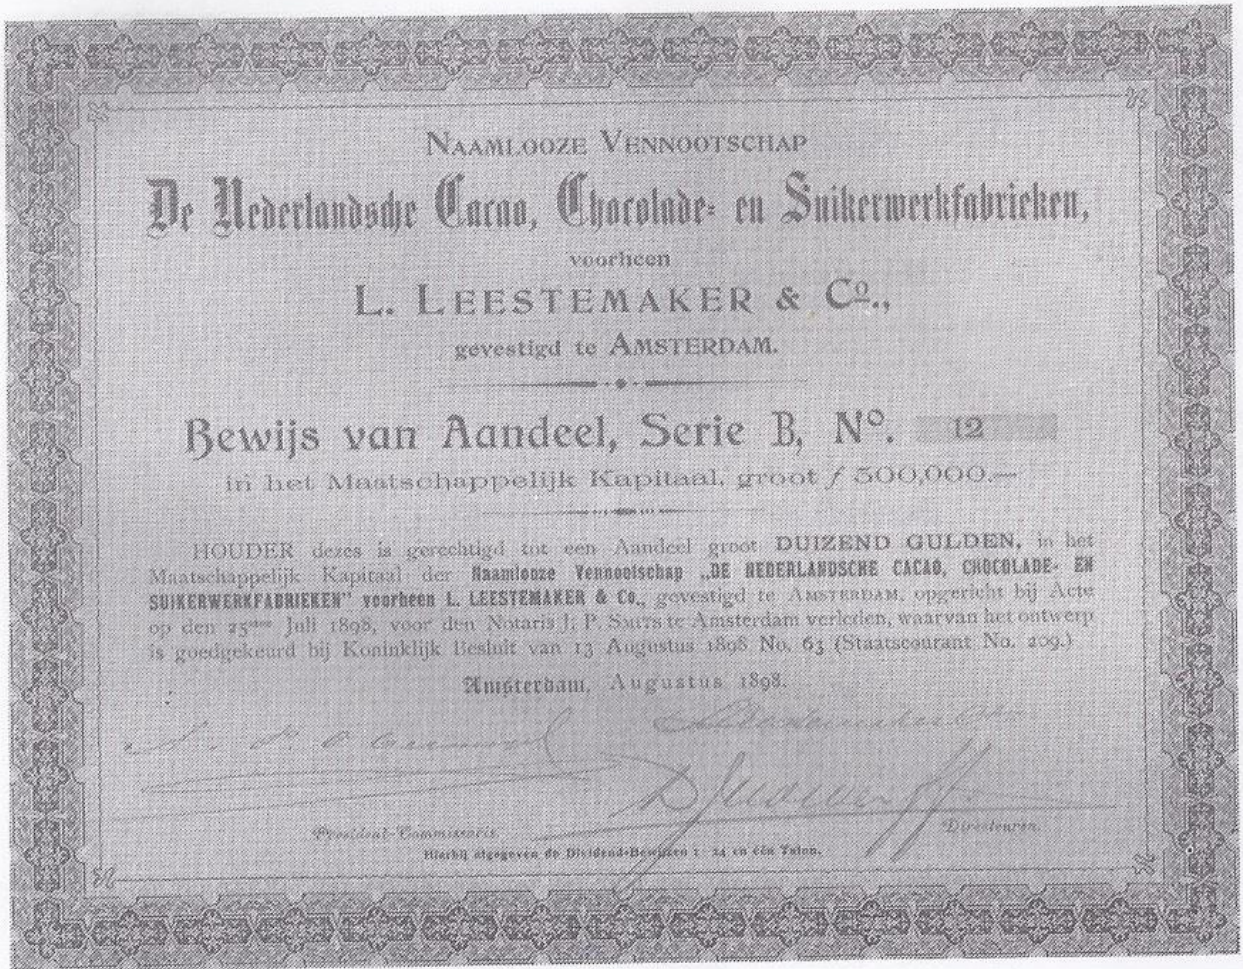 NAAMLOOZE VENNOOTSCHAP
De Nederlandsche Cacao, Chocolade- en Suikerwerkfabrieken,
voorheen
L. LEESTEMAKER & Co.,
gevestigd te AMSTERDAM.
Bewijs van Aandeel, Serie B, No. 12
in het Maatschappelijk Kapitaal, groot ƒ 500,000.—
HOUDER dezes is gerechtigd tot een Aandeel groot DUIZEND GULDEN, in het
Maatschappelijk Kapitaal der Naamlooze Vennootschap „DE NEDERLANDSCHE CACAO, CHOCOLADE- EN
SUIKERWERKFABRIEKEN" voorheen L. LEESTEMAKER & Co., gevestigd te AMSTERDAM, opgericht bij Acte
op den 25sten Juli 1898, voor den Notaris J. P. SMITS te Amsterdam verleden, waarvan het ontwerp
is goedgekeurd bij Koninklijk Besluit van 13 Augustus 1898 No. 63 (Staatscourant No. 209.)
Amsterdam, Augustus 1898.
President-Commissaris.
Directeuren.
Hierbij afgegeven de Dividend-Bewijzen 1-24 en één Talon.